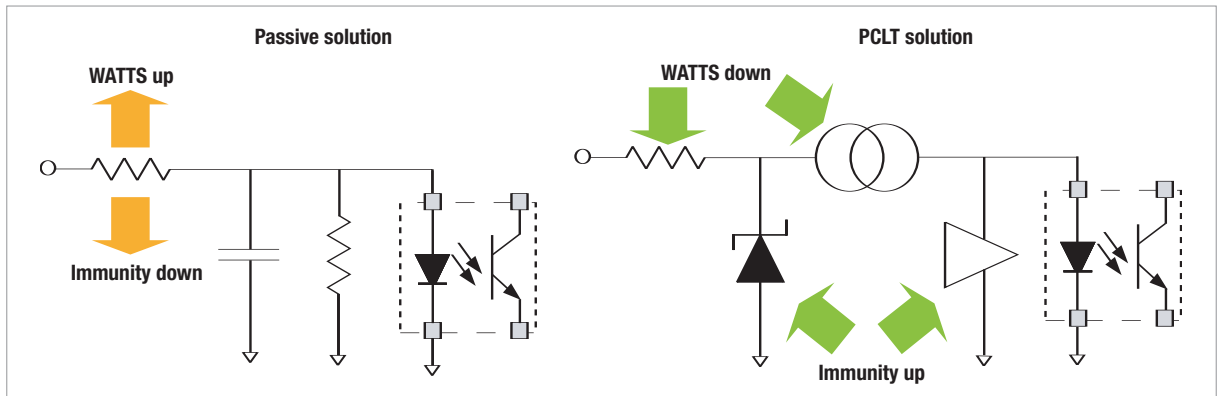 Passive solution
WATTS up
Immunity down
PCLT solution
WATTS down
Immunity up